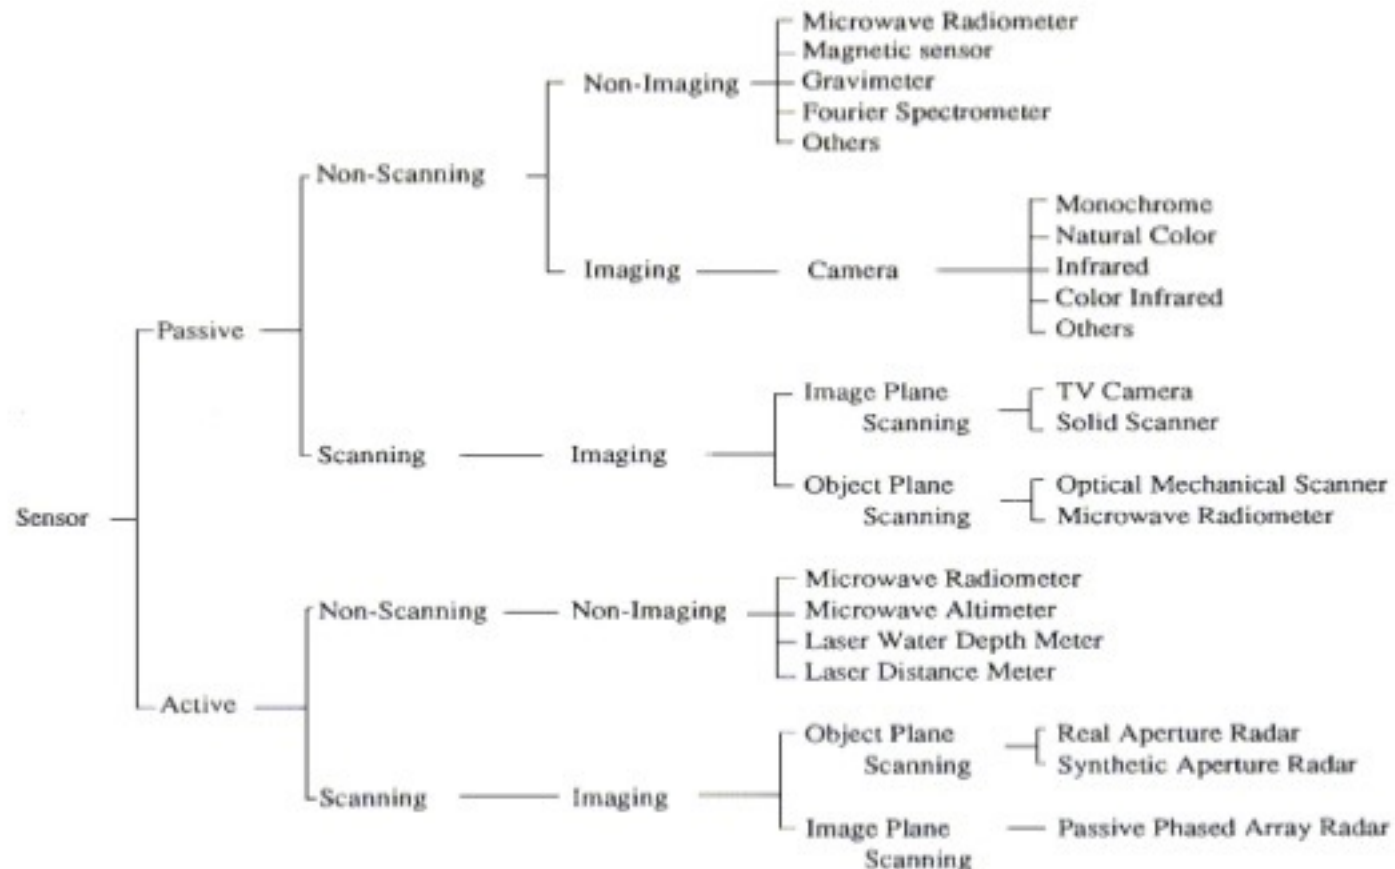 Microwave Radiometer
Magnetic sensor
Non-Imaging
Gravimeter
Fourier Spectrometer
Others
Non-Scanning
Monochrome
Natural Color
Imaging
Camera
Infrared
Color Infrared
Others
Passive
Image Plane
Scanning
TV Camera
Solid Scanner
Scanning
Imaging
Object Plane
Scanning
Optical Mechanical Scanner
Microwave Radiometer
Sensor
Microwave Radiometer
Non-Scanning
Non-Imaging
Microwave Altimeter
Laser Water Depth Meter
Laser Distance Meter
Active
Object Plane
Scanning
Real Aperture Radar
Synthetic Aperture Radar
Scanning
Imaging
Image Plane
Scanning
Passive Phased Array Radar